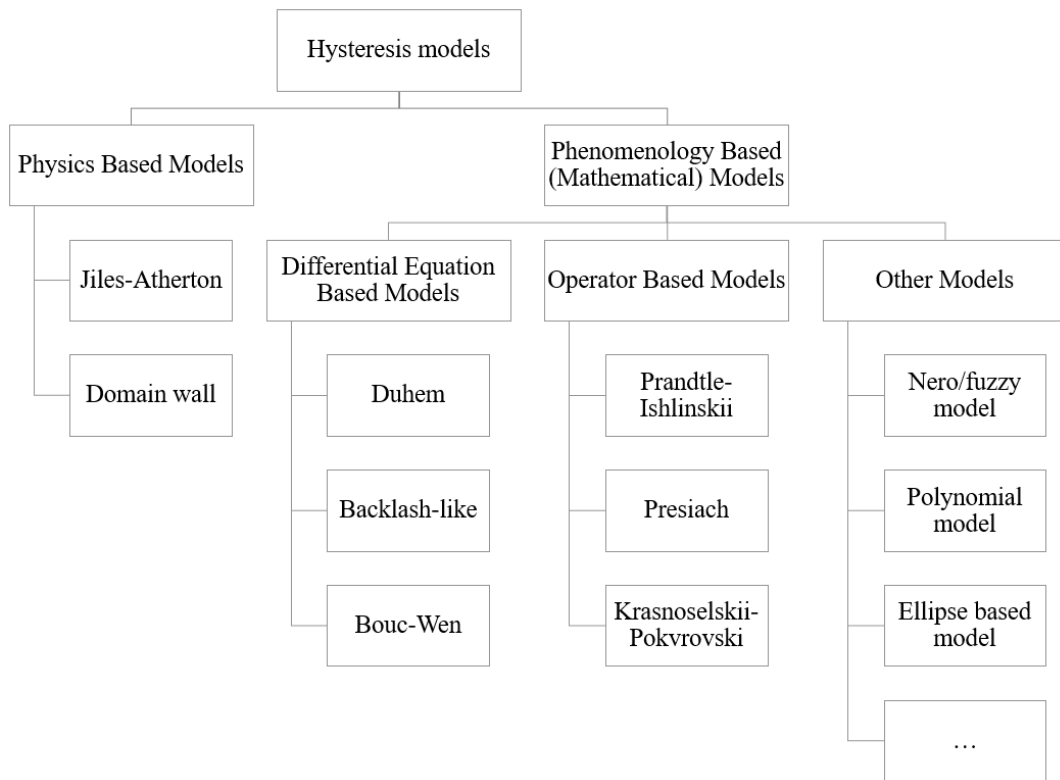 Hysteresis models
Physics Based Models
Phenomenology Based
(Mathematical) Models
Jiles-Atherton
Domain wall
Differential Equation
Based Models
Duhem
Backlash-like
Bouc-Wen
Operator Based Models
Prandtle-
Ishlinskii
Presiach
Krasnoselskii-
Pokvrovski
Other Models
Nero/fuzzy
model
Polynomial
model
Ellipse based
model
…